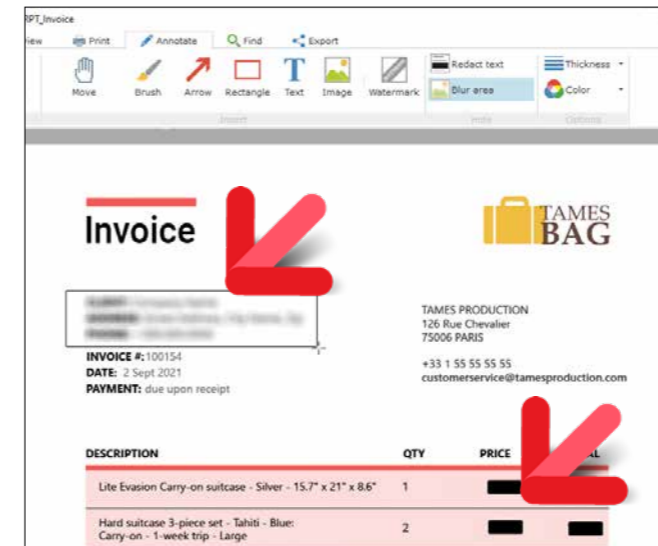 RPT_Invoice
iew Print Annotate Find Export
Move Brush Arrow Rectangle Text Image Watermark Redact text Blur area Thickness Color
Insert Hide Options
Invoice
TAMES
BAG
TAMES PRODUCTION
126 Rue Chevalier
75006 PARIS
INVOICE #: 100154
DATE: 2 Sept 2021
PAYMENT: due upon receipt
+33 1 55 55 55 55
customerservice@tamesproduction.com
DESCRIPTION QTY PRICE
Lite Evasion Carry-on suitcase - Silver - 15.7" x 21" x 8.6" 1
Hard suitcase 3-piece set - Tahiti - Blue: 2
Carry-on - 1-week trip - Large